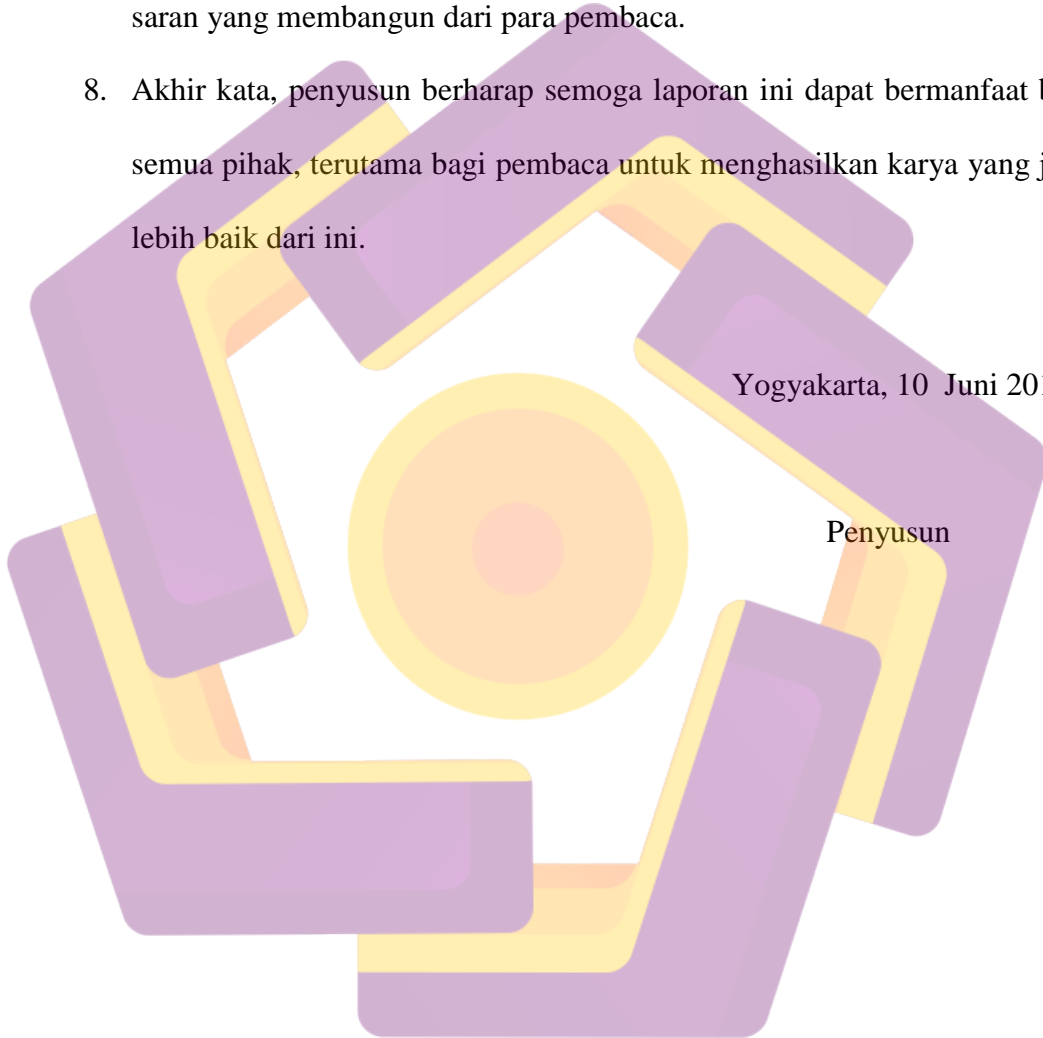 saran yang membangun dari para pembaca.
8. Akhir kata, penyusun berharap semoga laporan ini dapat bermanfaat
semua pihak, terutama bagi pembaca untuk menghasilkan karya yang
lebih baik dari ini.
Yogyakarta, 10 Juni
Penyusun